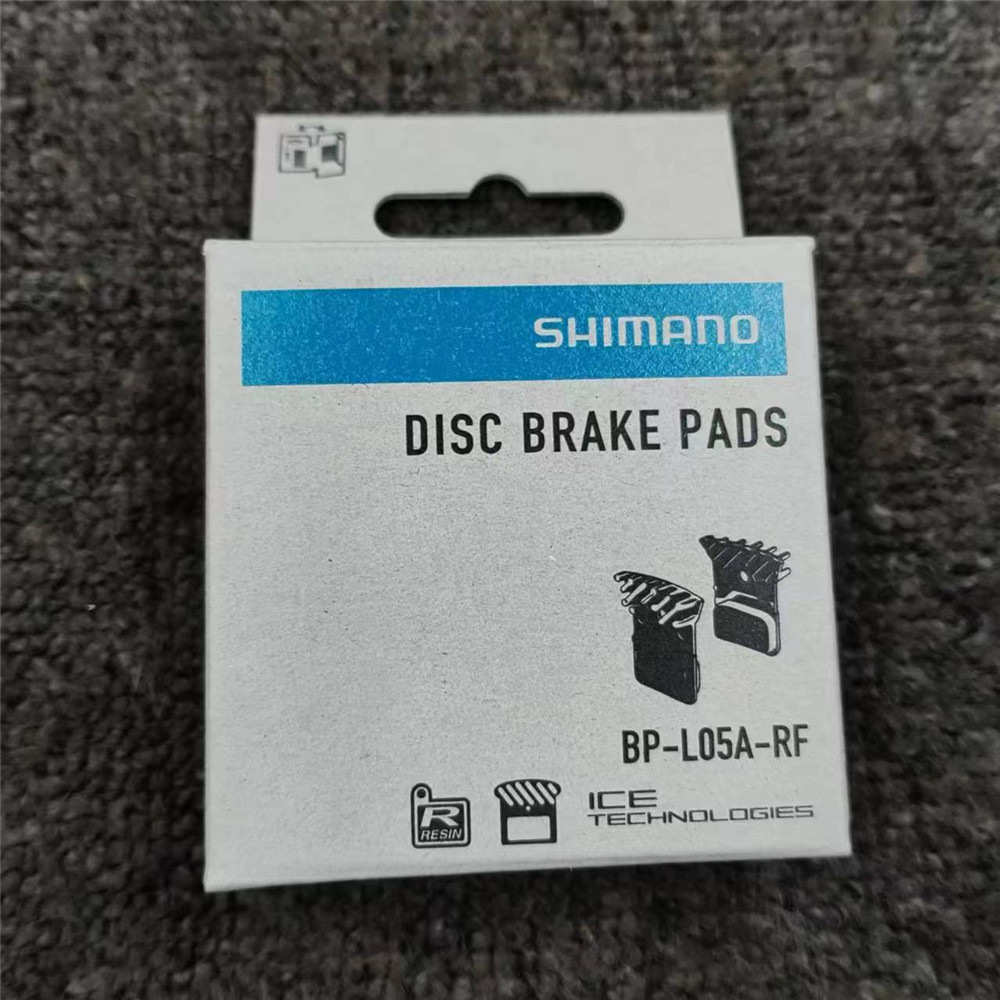 SHIMANO
DISC BRAKE PADS
BP-L05A-RF
R
RESIN
ICE
TECHNOLOGIES